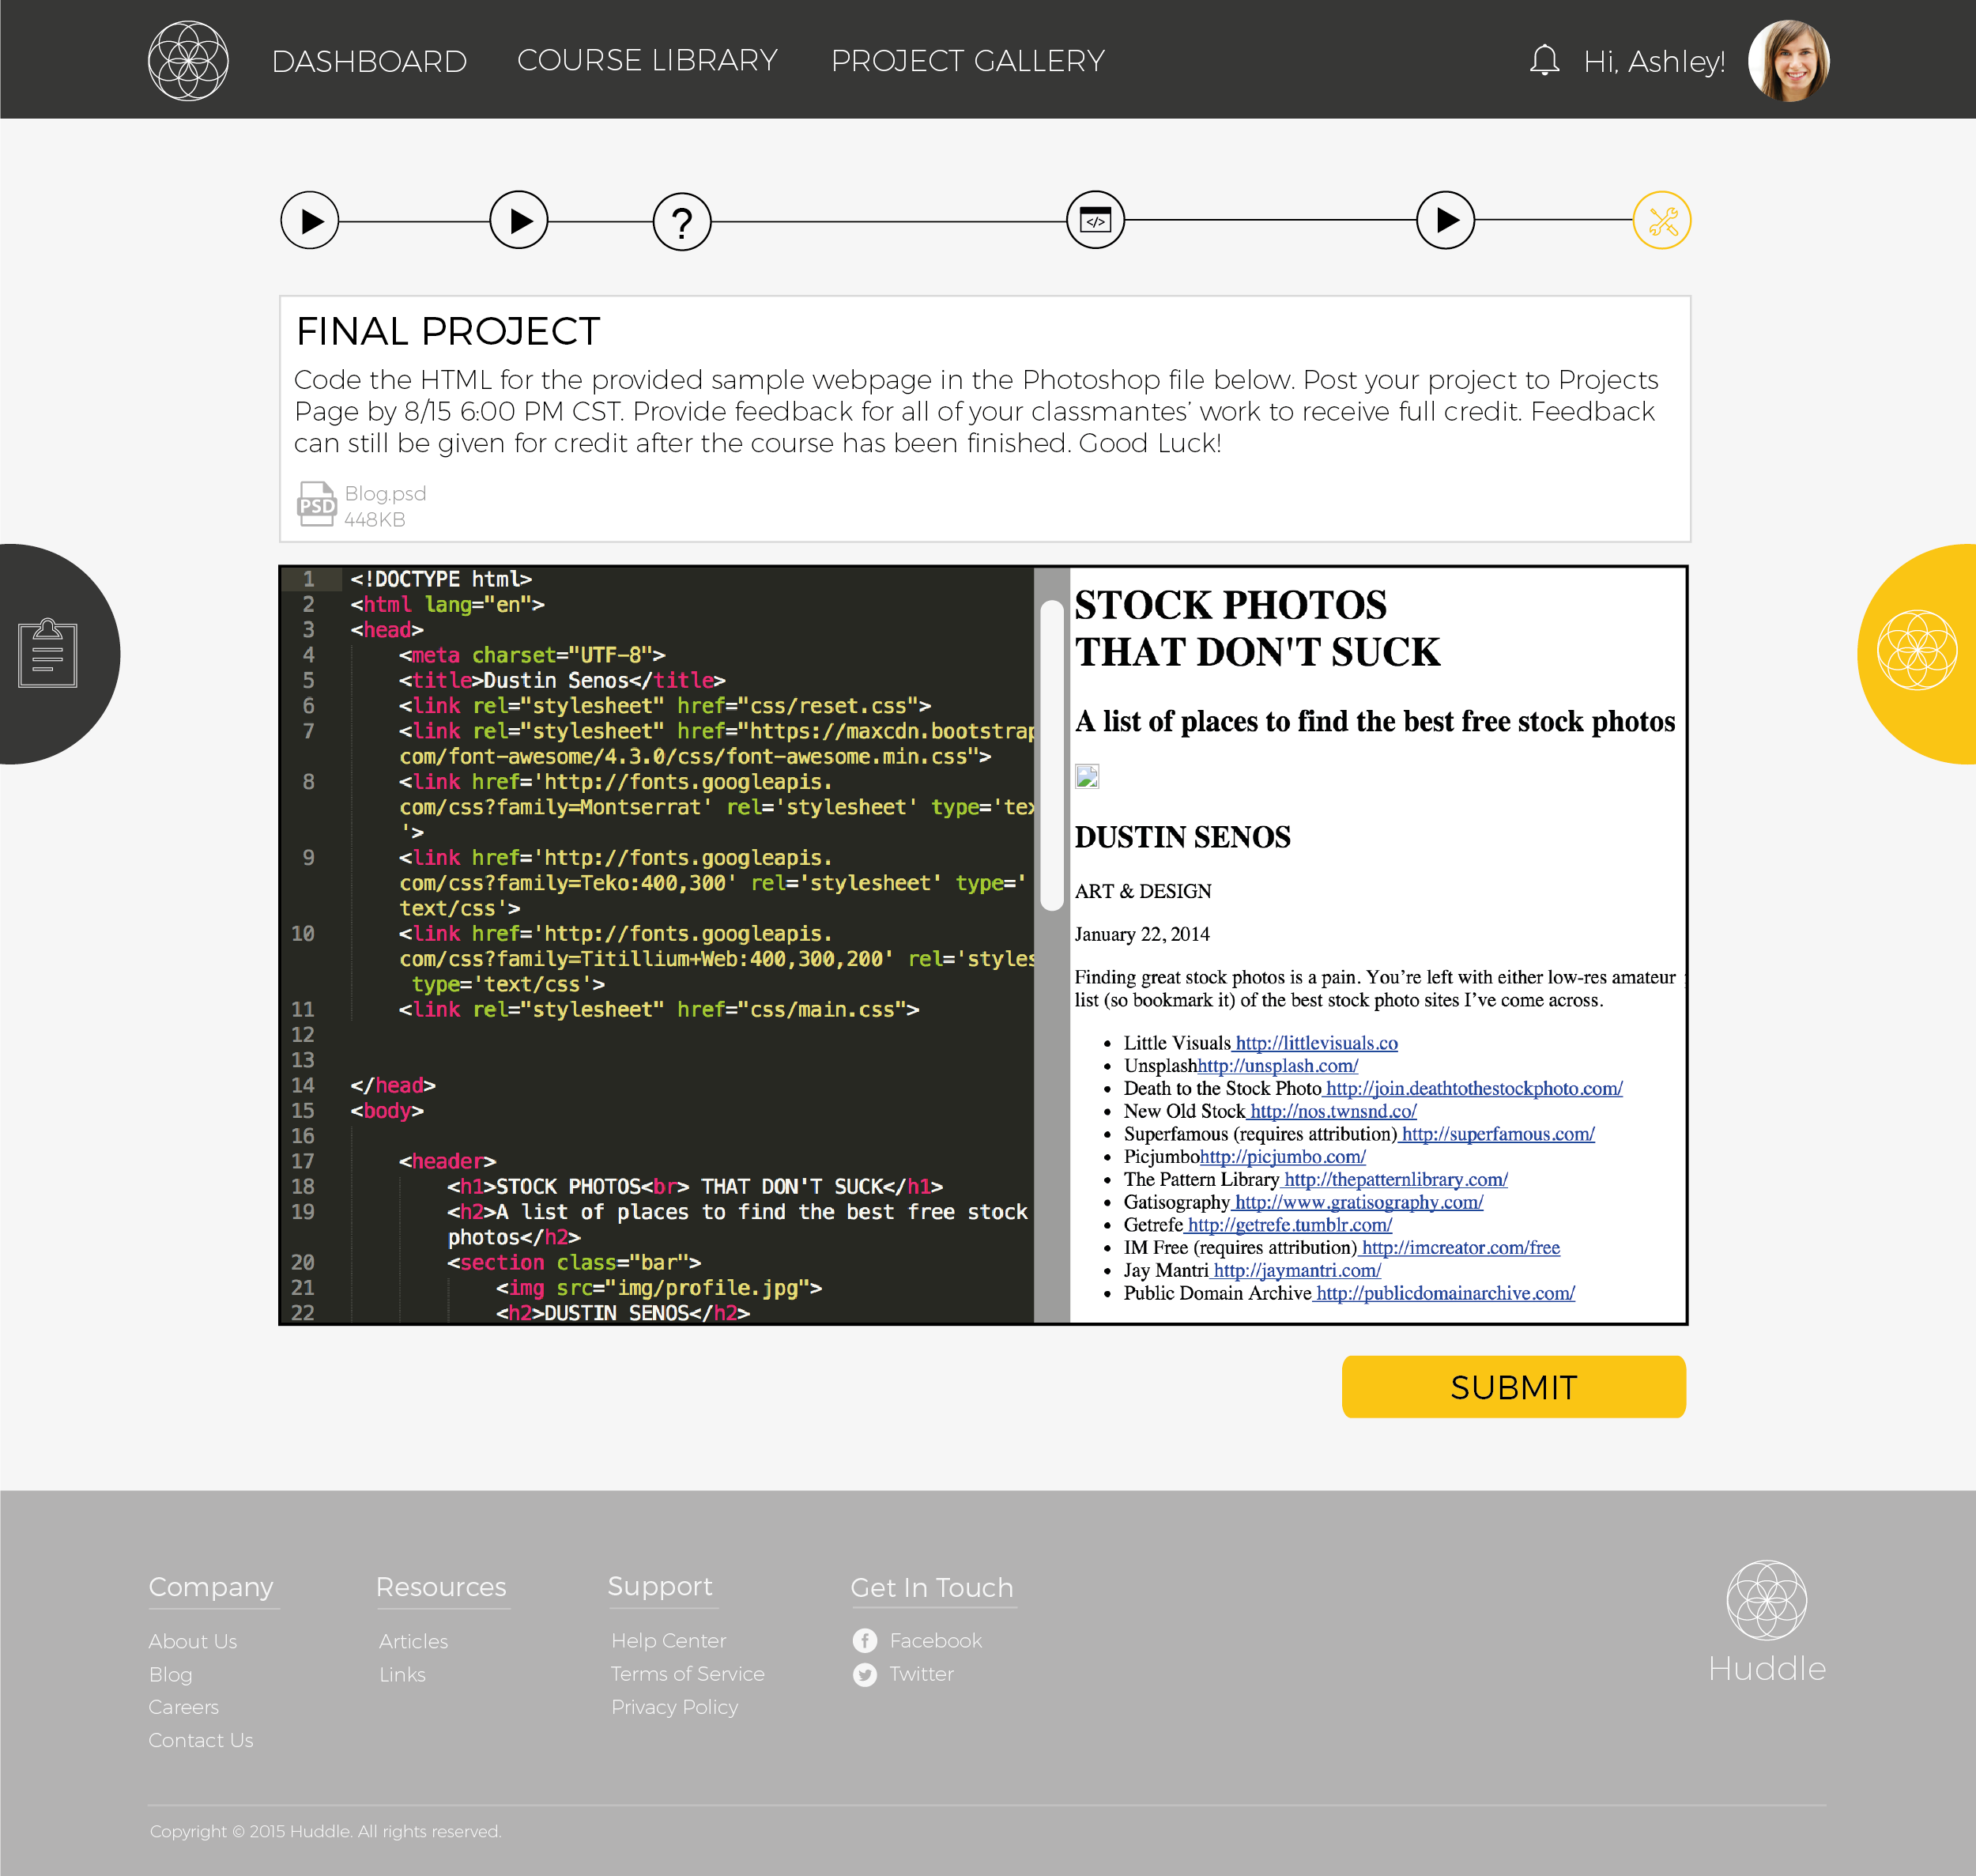 DASHBOARD COURSE LIBRARY PROJECT GALLERY Hi, Ashley!
?
</>
FINAL PROJECT
Code the HTML for the provided sample webpage in the Photoshop file below. Post your project to Projects
Page by 8/15 6:00 PM CST. Provide feedback for all of your classmantes’ work to receive full credit. Feedback
can still be given for credit after the course has been finished. Good Luck!
PSD
Blog.psd
448KB
1 <!DOCTYPE html>
2 <html lang="en">
3 <head>
4 <meta charset="UTF-8">
5 <title>Dustin Senos</title>
6 <link rel="stylesheet" href="css/reset.css">
7 <link rel="stylesheet" href="https://maxcdn.bootstrap
com/font-awesome/4.3.0/css/font-awesome.min.css">
8 <link href='http://fonts.googleapis.
com/css?family=Montserrat' rel='stylesheet' type='tex
'>
9 <link href='http://fonts.googleapis.
com/css?family=Teko:400,300' rel='stylesheet' type='
text/css'>
10 <link href='http://fonts.googleapis.
com/css?family=Titillium+Web:400,300,200' rel='styles
type='text/css'>
11 <link rel="stylesheet" href="css/main.css">
12
13
14 </head>
15 <body>
16
17 <header>
18 <h1>STOCK PHOTOS<br> THAT DON'T SUCK</h1>
19 <h2>A list of places to find the best free stock
photos</h2>
20 <section class="bar">
21 <img src="img/profile.jpg">
22 <h2>DUSTIN SENOS</h2>
STOCK PHOTOS
THAT DON'T SUCK
A list of places to find the best free stock photos
DUSTIN SENOS
ART & DESIGN
January 22, 2014
Finding great stock photos is a pain. You’re left with either low-res amateur
list (so bookmark it) of the best stock photo sites I’ve come across.
• Little Visuals http://littlevisuals.co
• Unsplashhttp://unsplash.com/
• Death to the Stock Photo http://join.deathtothestockphoto.com/
• New Old Stock http://nos.twnsnd.co/
• Superfamous (requires attribution) http://superfamous.com/
• Picjumbohttp://picjumbo.com/
• The Pattern Library http://thepatternlibrary.com/
• Gatisography http://www.gratisography.com/
• Getrefe http://getrefe.tumblr.com/
• IM Free (requires attribution) http://imcreator.com/free
• Jay Mantri http://jaymantri.com/
• Public Domain Archive http://publicdomainarchive.com/
SUBMIT
Company
About Us
Blog
Careers
Contact Us
Resources
Articles
Links
Support
Help Center
Terms of Service
Privacy Policy
Get In Touch
Facebook
Twitter
Huddle
Copyright © 2015 Huddle. All rights reserved.